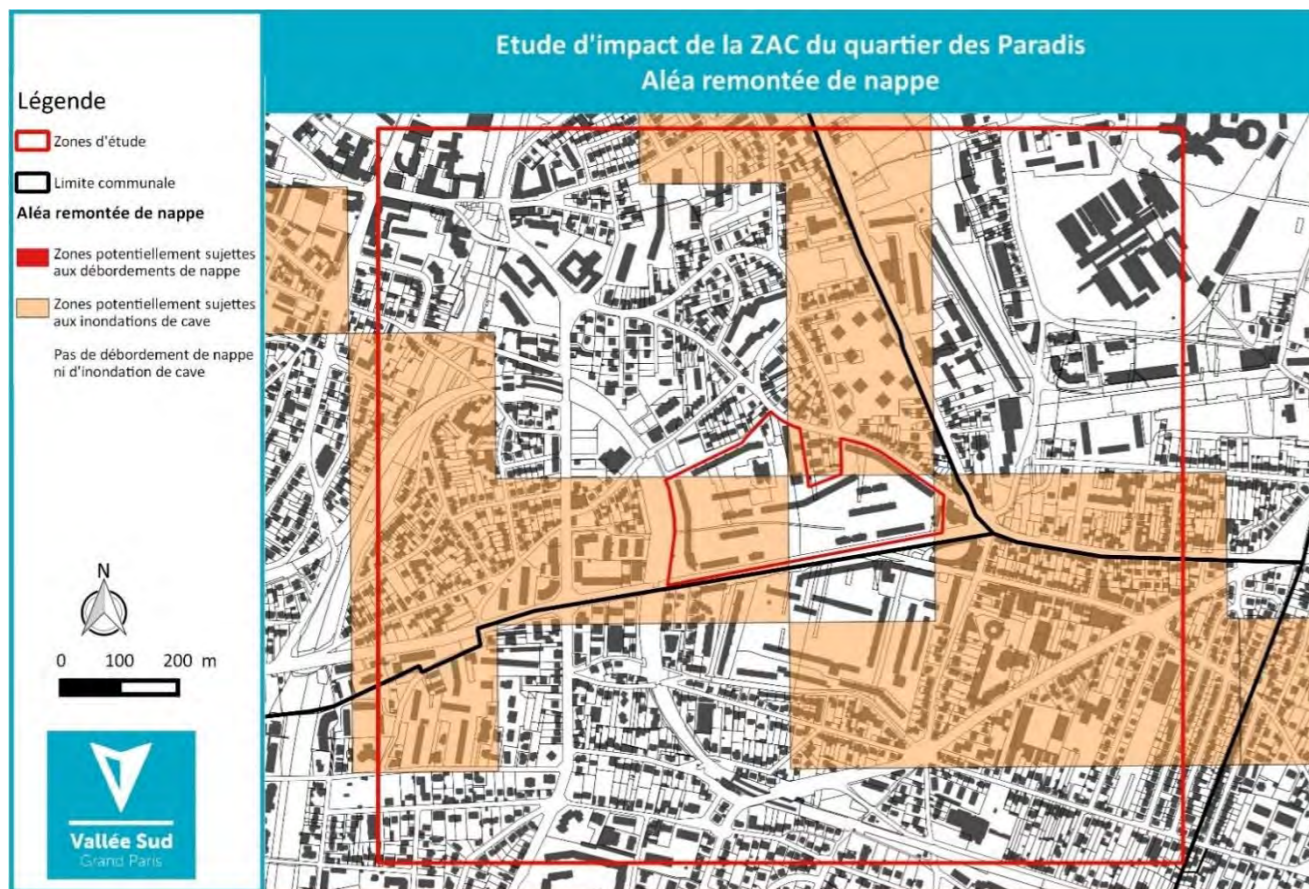 Etude d'impact de la ZAC du quartier des Paradis
Aléa remontée de nappe
Légende
Zones d'étude
Limite communale
Aléa remontée de nappe
Zones potentiellement sujettes
aux débordements de nappe
Zones potentiellement sujettes
aux inondations de cave
Pas de débordement de nappe
ni d'inondation de cave
N
0 100 200 m
Vallée Sud
Grand Paris